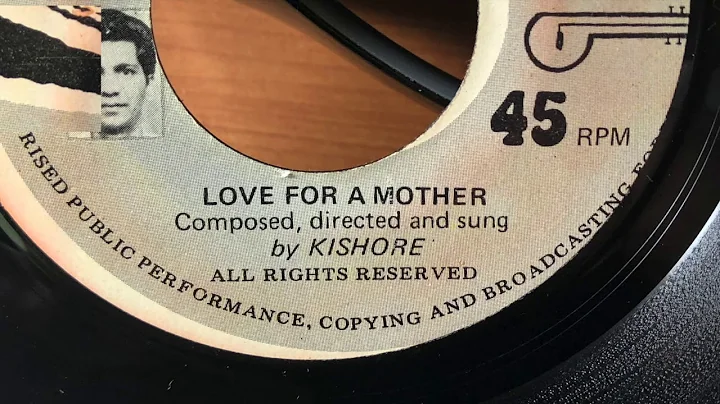 45 RPM
LOVE FOR A MOTHER
Composed, directed and sung
by KISHORE
ALL RIGHTS RESERVED
RISED PUBLIC PERFORMANCE, COPYING AND BROADCASTING FOR